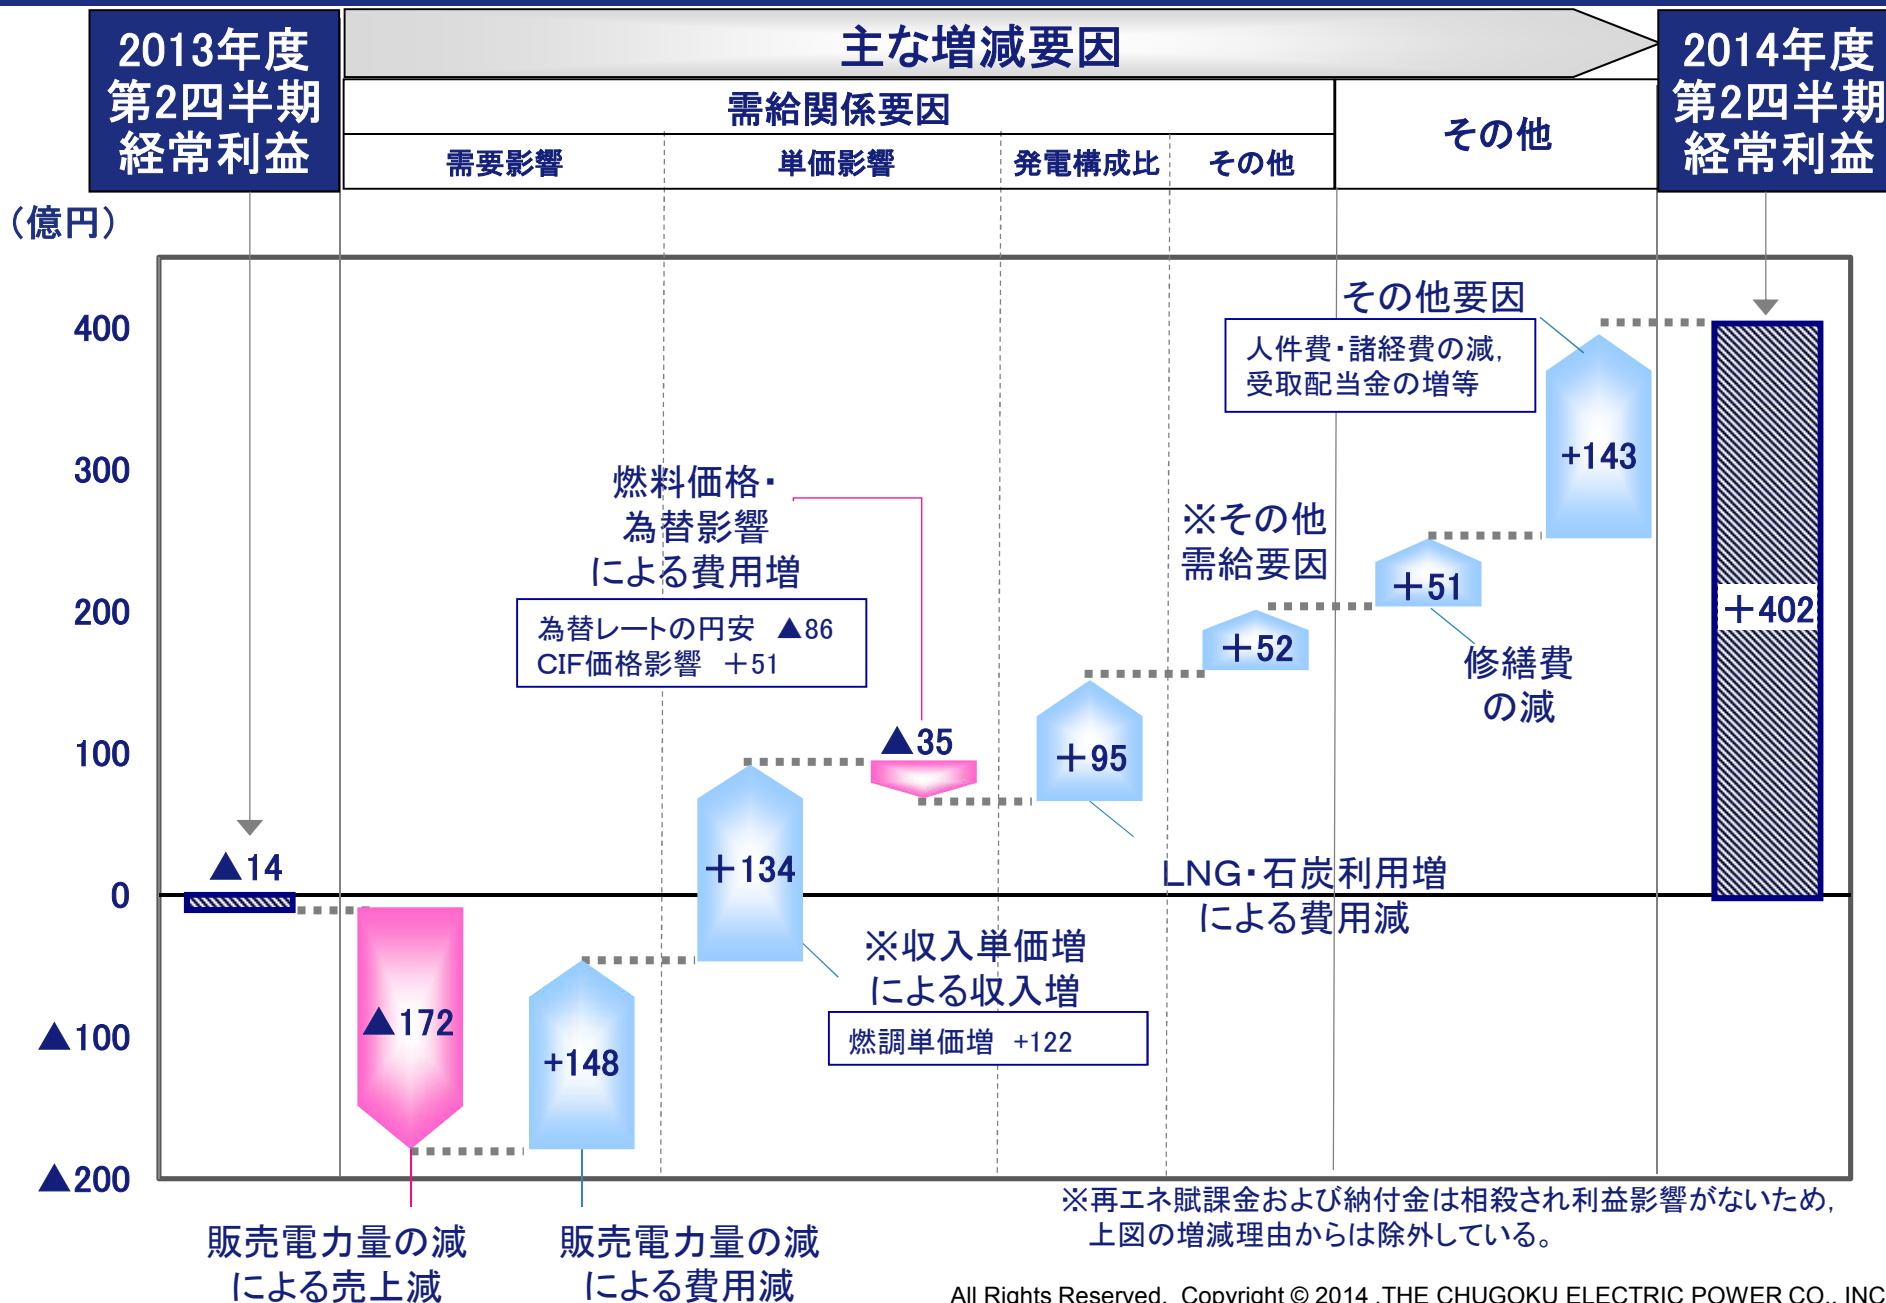 2013年度
第2四半期
経常利益
主な増減要因
2014年度
第2四半期
経常利益
需給関係要因
その他
需要影響
単価影響
発電構成比
その他
(億円)
400
300
200
100
0
▲100
▲200
▲14
▲172
+148
＋134
▲35
＋95
＋52
＋51
+143
＋402
その他要因
人件費・諸経費の減,
受取配当金の増等
燃料価格・
為替影響
による費用増
為替レートの円安 ▲86
CIF価格影響 ＋51
※その他
需給要因
修繕費
の減
LNG・石炭利用増
による費用減
※収入単価増
による収入増
燃調単価増 +122
販売電力量の減
による売上減
販売電力量の減
による費用減
※再エネ賦課金および納付金は相殺され利益影響がないため,
上図の増減理由からは除外している。
All Rights Reserved. Copyright © 2014 .THE CHUGOKU ELECTRIC POWER CO., INC